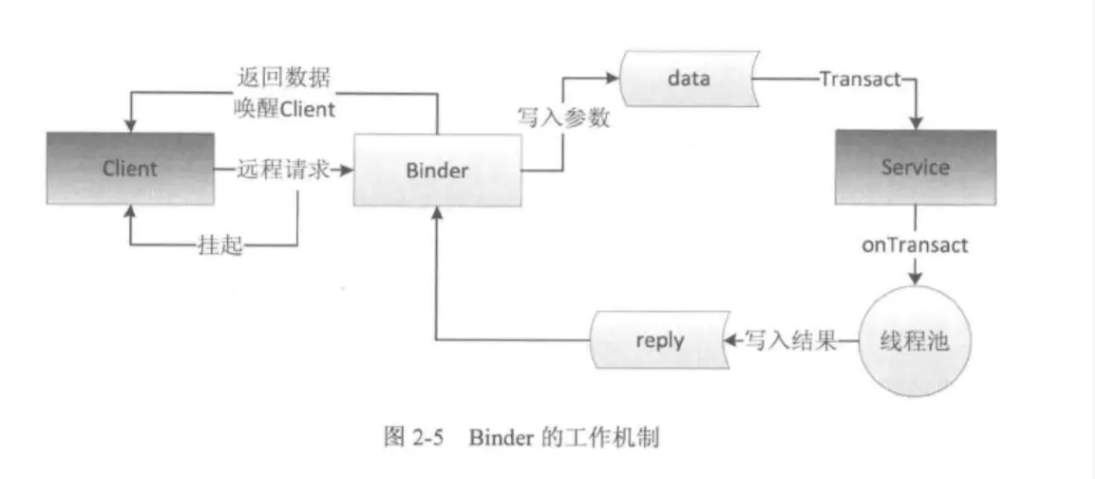 返回数据
唤醒Client
data
Transact
写入参数
Client
远程请求
Binder
Service
挂起
onTransact
reply
写入结果
线程池
图 2-5 Binder 的工作机制